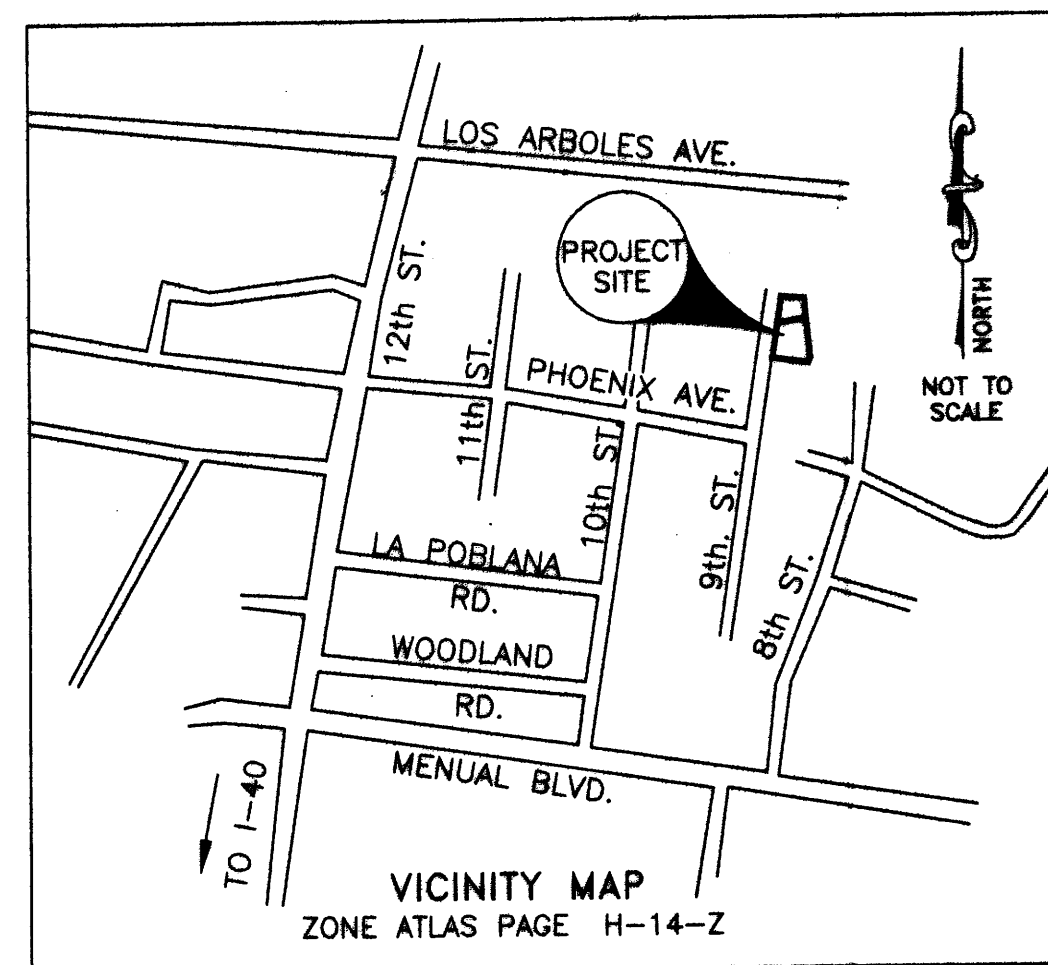 LOS ARBOLES AVE.
PROJECT
SITE
NORTH
NOT TO
SCALE
12th ST.
11th ST.
PHOENIX AVE.
10th ST.
9th. ST.
8th ST.
LA POBLANA
RD.
WOODLAND
RD.
MENUAL BLVD.
TO I-40
VICINITY MAP
ZONE ATLAS PAGE H-14-Z